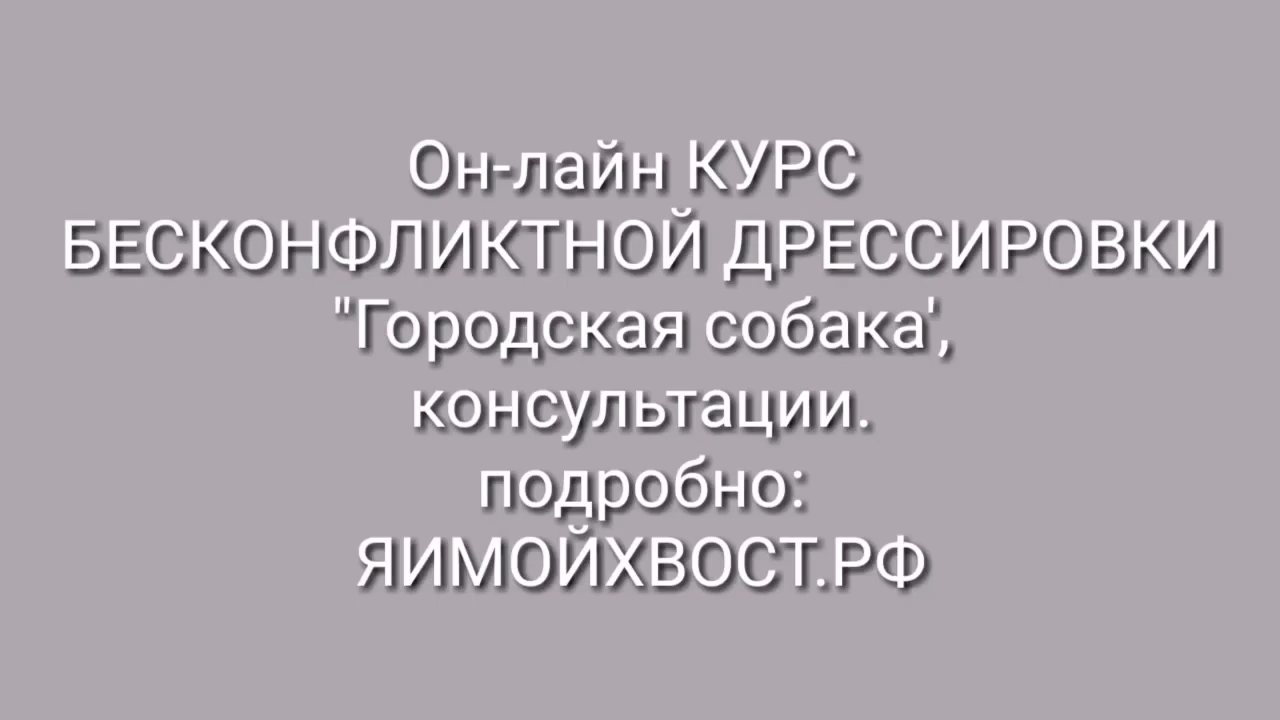 Он-лайн КУРС
БЕСКОНФЛИКТНОЙ ДРЕССИРОВКИ
"Городская собака',
консультации.
подробно:
ЯИМОЙХВОСТ.РФ